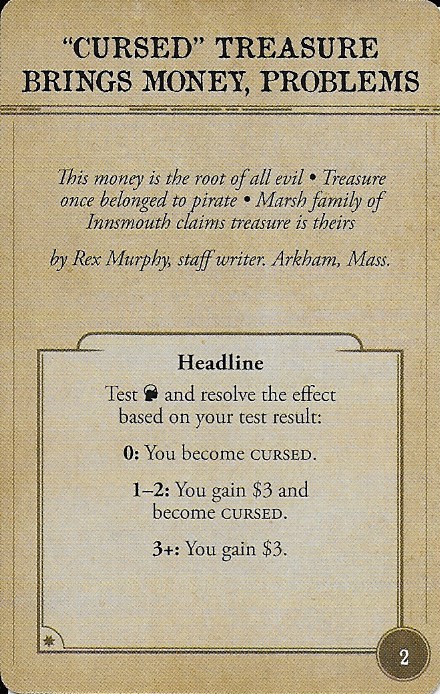 “CURSED” TREASURE
BRINGS MONEY, PROBLEMS
This money is the root of all evil • Treasure
once belonged to pirate • Marsh family of
Innsmouth claims treasure is theirs
by Rex Murphy, staff writer. Arkham, Mass.
Headline
Test and resolve the effect
based on your test result:
0: You become CURSED.
1–2: You gain $3 and
become CURSED.
3+: You gain $3.
2